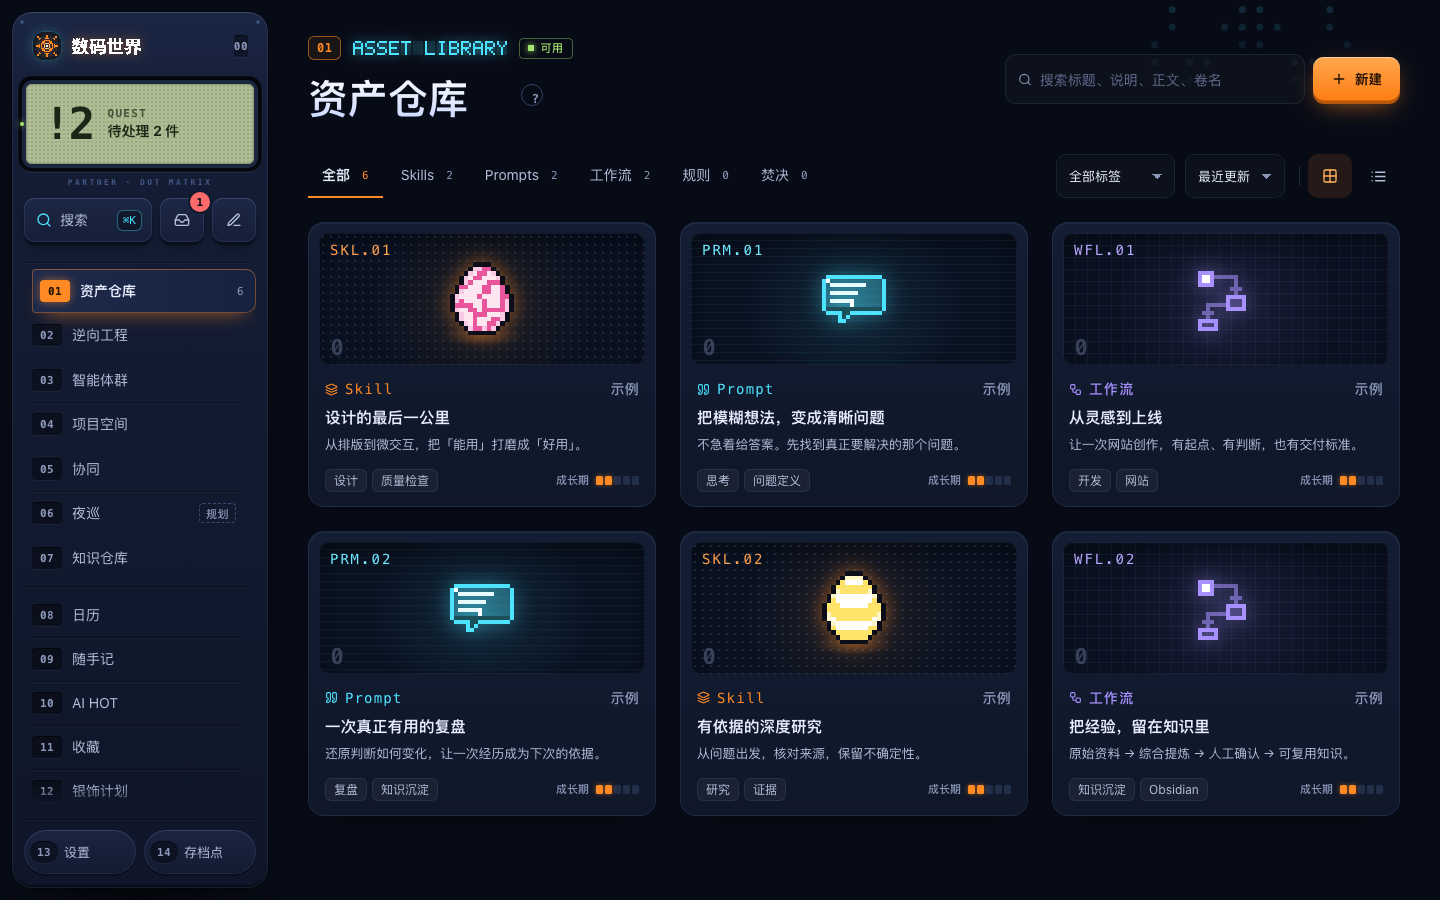 数码世界
00
!2
QUEST
待处理 2 件
PARTNER · DOT MATRIX
搜索
⌘K
1
01 资产仓库 6
02 逆向工程
03 智能体群
04 项目空间
05 协同
06 夜巡 规划
07 知识仓库
08 日历
09 随手记
10 AI HOT
11 收藏
12 银饰计划
13 设置
14 存档点
01 ASSET LIBRARY 可用
资产仓库 ?
搜索标题、说明、正文、卷名
新建
全部 6 Skills 2 Prompts 2 工作流 2 规则 0 焚决 0
全部标签
最近更新
SKL.01
0
Skill 示例
设计的最后一公里
从排版到微交互，把「能用」打磨成「好用」。
设计 质量检查 成长期
PRM.01
0
Prompt 示例
把模糊想法，变成清晰问题
不急着给答案。先找到真正要解决的那个问题。
思考 问题定义 成长期
WFL.01
0
工作流 示例
从灵感到上线
让一次网站创作，有起点、有判断，也有交付标准。
开发 网站 成长期
PRM.02
0
Prompt 示例
一次真正有用的复盘
还原判断如何变化，让一次经历成为下次的依据。
复盘 知识沉淀 成长期
SKL.02
0
Skill 示例
有依据的深度研究
从问题出发，核对来源，保留不确定性。
研究 证据 成长期
WFL.02
0
工作流 示例
把经验，留在知识里
原始资料 → 综合提炼 → 人工确认 → 可复用知识。
知识沉淀 Obsidian 成长期